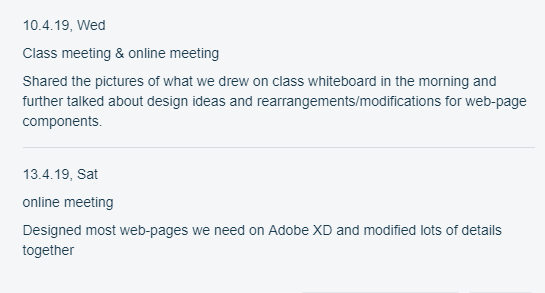 10.4.19, Wed
Class meeting & online meeting
Shared the pictures of what we drew on class whiteboard in the morning and
further talked about design ideas and rearrangements/modifications for web-page
components.
13.4.19, Sat
online meeting
Designed most web-pages we need on Adobe XD and modified lots of details
together